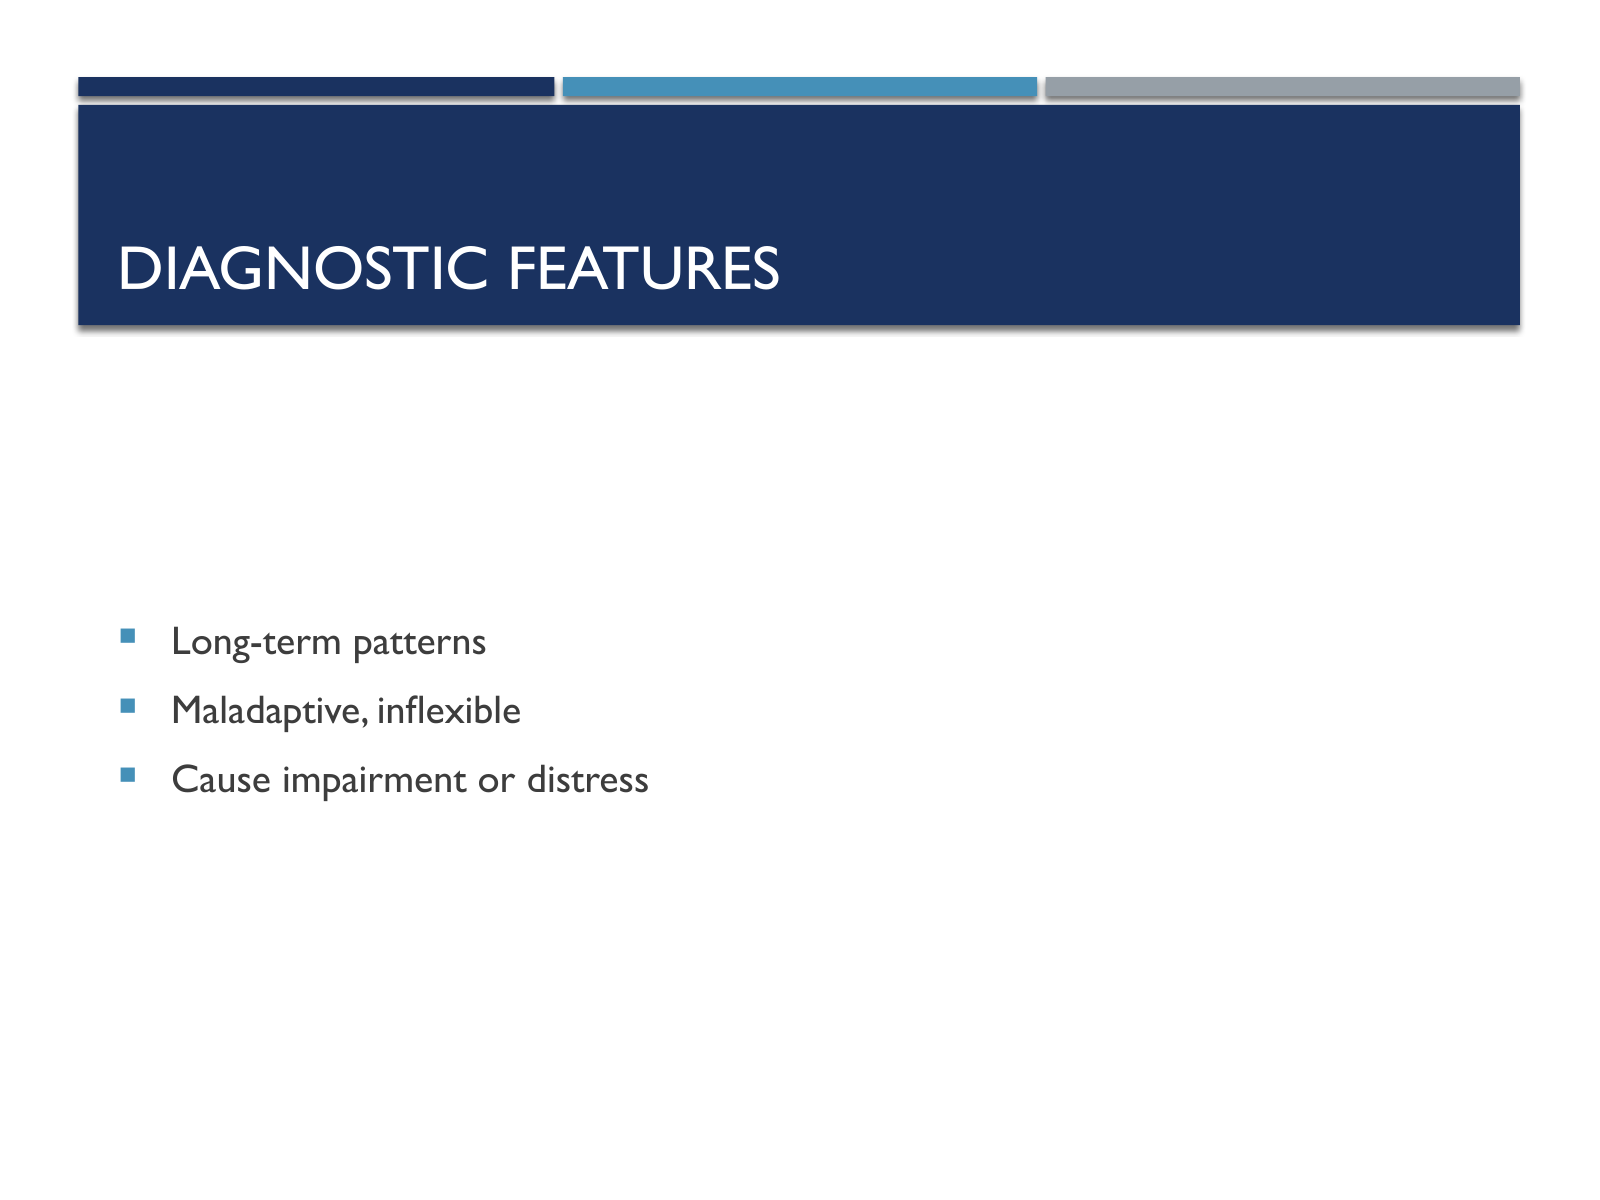 DIAGNOSTIC FEATURES
Long-term patterns
Maladaptive, inflexible
Cause impairment or distress